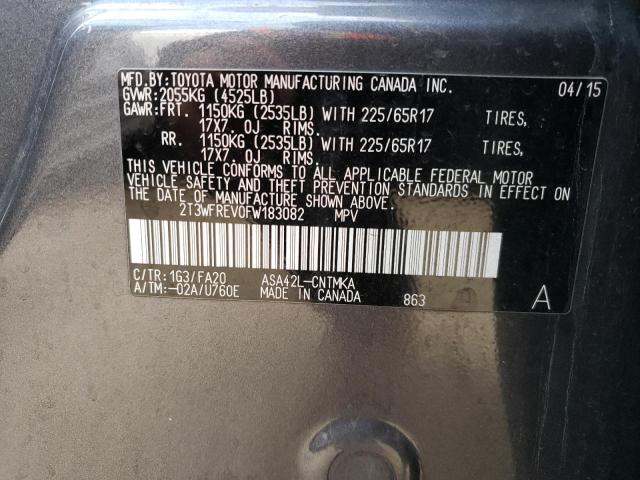 MFD.BY:TOYOTA MOTOR MANUFACTURING CANADA INC. 04/15
GVWR:2055KG (4525LB)
GAWR:FRT. 1150KG (2535LB) WITH 225/65R17 TIRES,
17X7.0J RIMS.
RR. 1150KG (2535LB) WITH 225/65R17 TIRES,
17X7.0J RIMS.
THIS VEHICLE CONFORMS TO ALL APPLICABLE FEDERAL MOTOR
VEHICLE SAFETY AND THEFT PREVENTION STANDARDS IN EFFECT ON
THE DATE OF MANUFACTURE SHOWN ABOVE.
2T3WFREV0FW183082 MPV
C/TR:1G3/FA20 ASA42L-CNTMKA
A/TM:-02A/U760E MADE IN CANADA 863 A